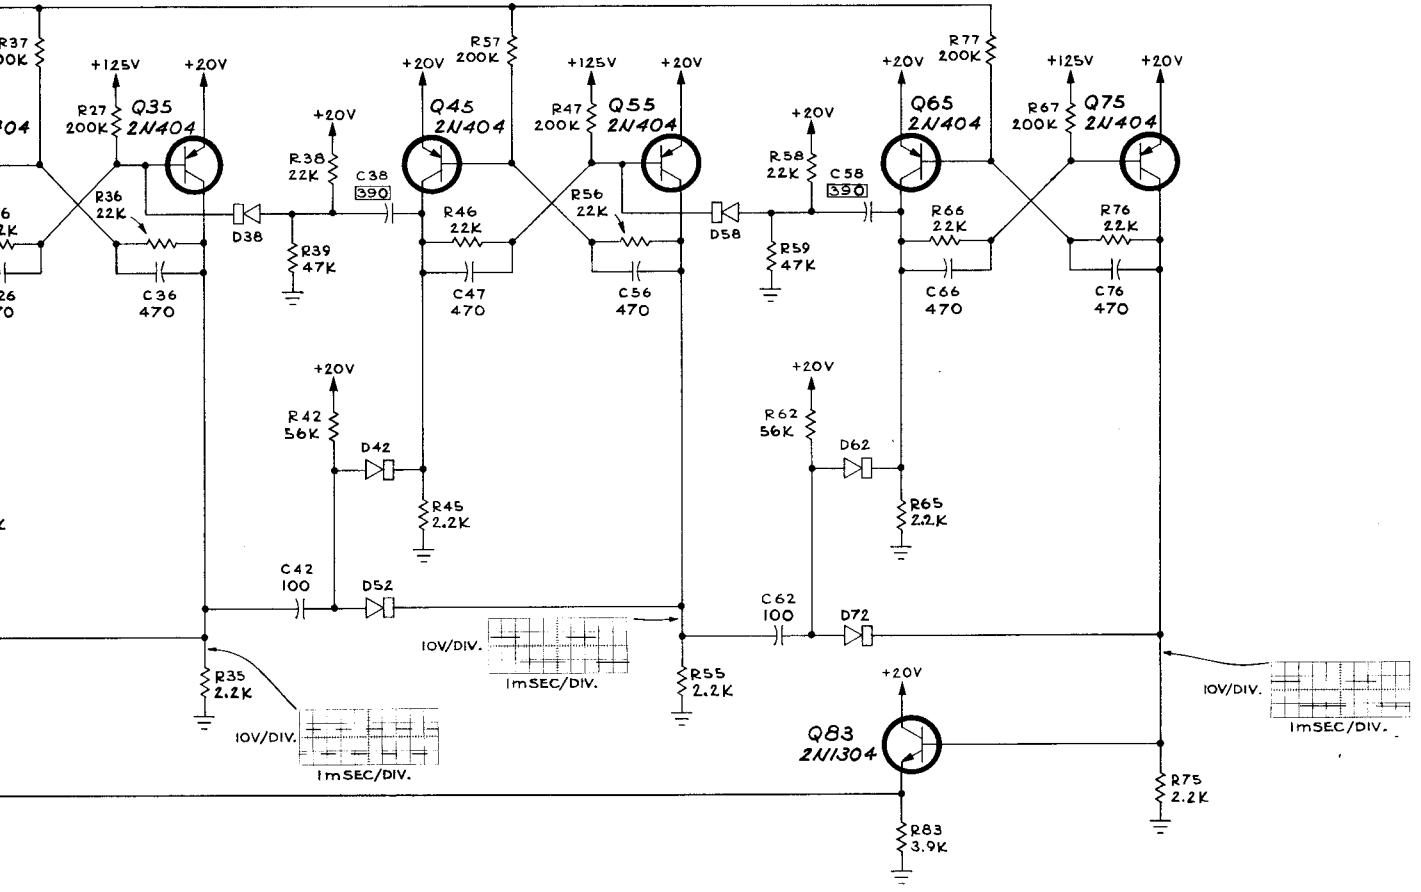 R37
R57
200K
R77
200K
+125V
+20V
+20V
+125V
+20V
+20V
+125V
+20V
R27
200K
Q35
2N404
+20V
Q45
2N404
R47
200K
Q55
2N404
+20V
Q65
2N404
R67
200K
Q75
2N404
R38
22K
C38
390
R58
22K
C58
390
R36
22K
R56
22K
D38
R46
22K
D58
R66
22K
R76
22K
R39
47K
R59
47K
C36
470
C47
470
C56
470
C66
470
C76
470
+20V
+20V
R42
56K
R62
56K
D42
D62
R45
2.2K
R65
2.2K
C42
100
D52
C62
100
D72
10V/DIV.
1mSEC/DIV.
R35
2.2K
R55
2.2K
+20V
10V/DIV.
1mSEC/DIV.
10V/DIV.
1mSEC/DIV.
Q83
2N1304
R75
2.2K
R83
3.9K